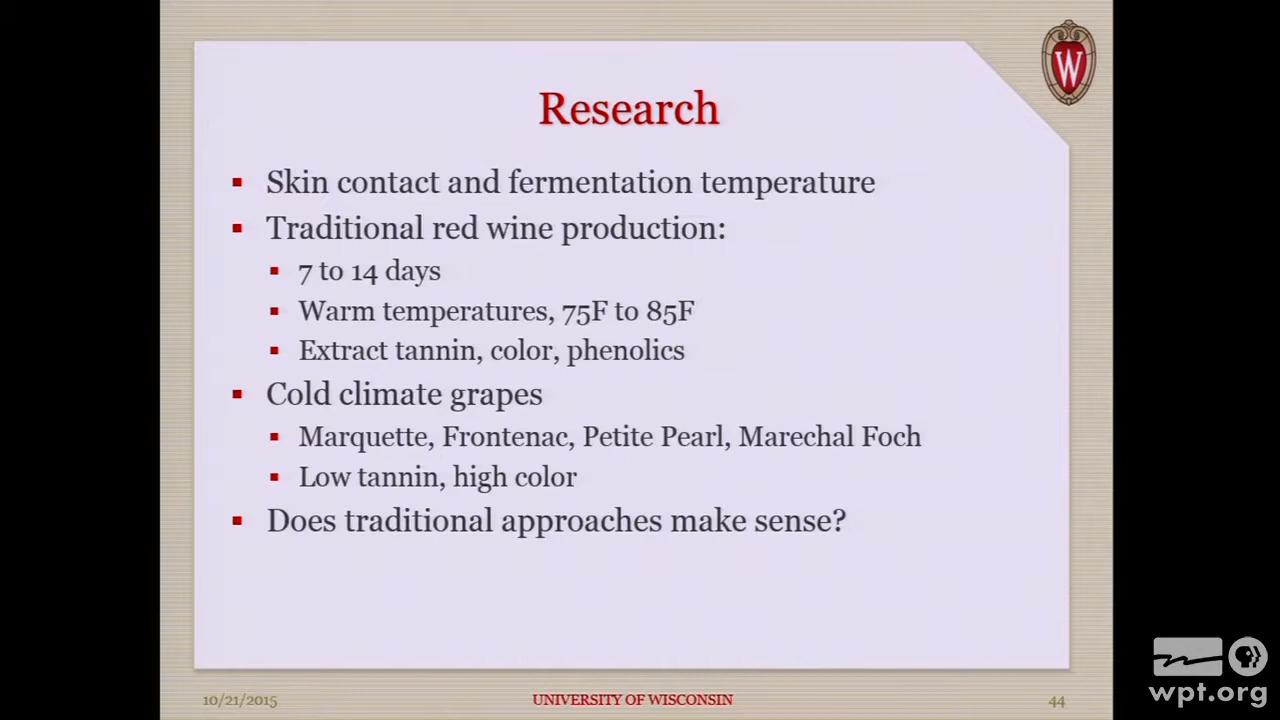 W
Research
Skin contact and fermentation temperature
Traditional red wine production:
7 to 14 days
Warm temperatures, 75F to 85F
Extract tannin, color, phenolics
Cold climate grapes
Marquette, Frontenac, Petite Pearl, Marechal Foch
Low tannin, high color
Does traditional approaches make sense?
10/21/2015
UNIVERSITY OF WISCONSIN
44
wpt.org